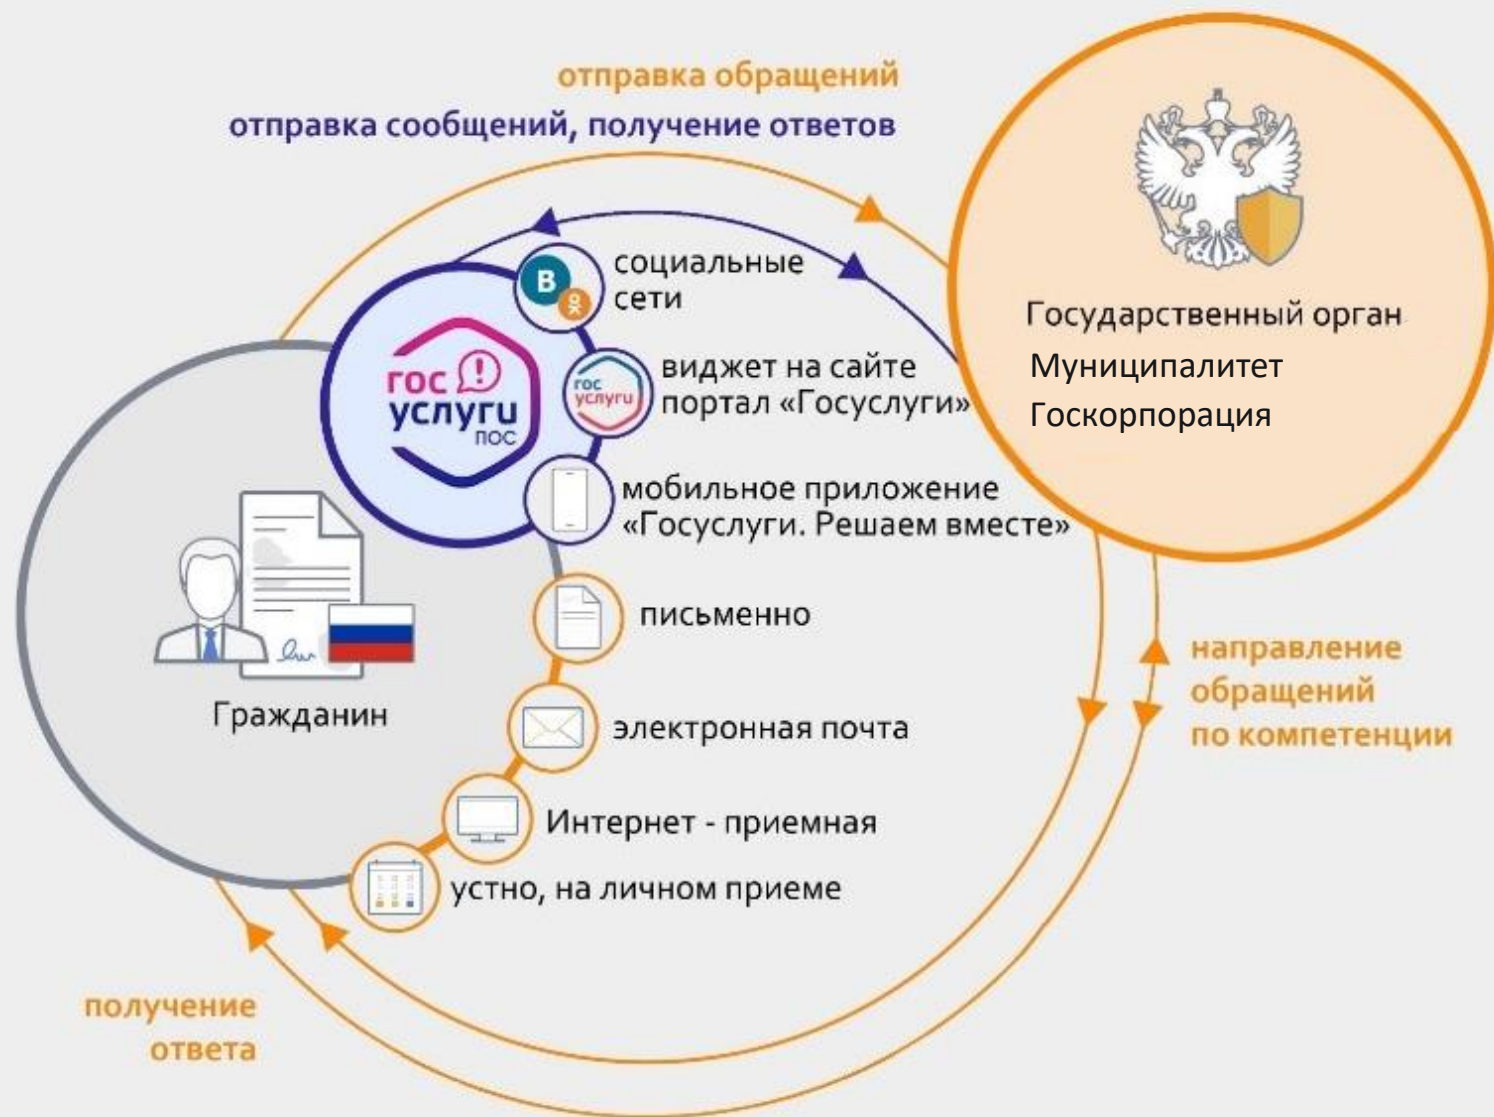 отправка обращений
отправка сообщений, получение ответов
В
социальные
сети
гос
услуги
пос
гос
услуги
виджет на сайте
портал «Госуслуги»
мобильное приложение
«Госуслуги. Решаем вместе»
письменно
электронная почта
Интернет - приемная
устно, на личном приеме
Гражданин
Государственный орган
Муниципалитет
Госкорпорация
направление
обращений
по компетенции
получение
ответа